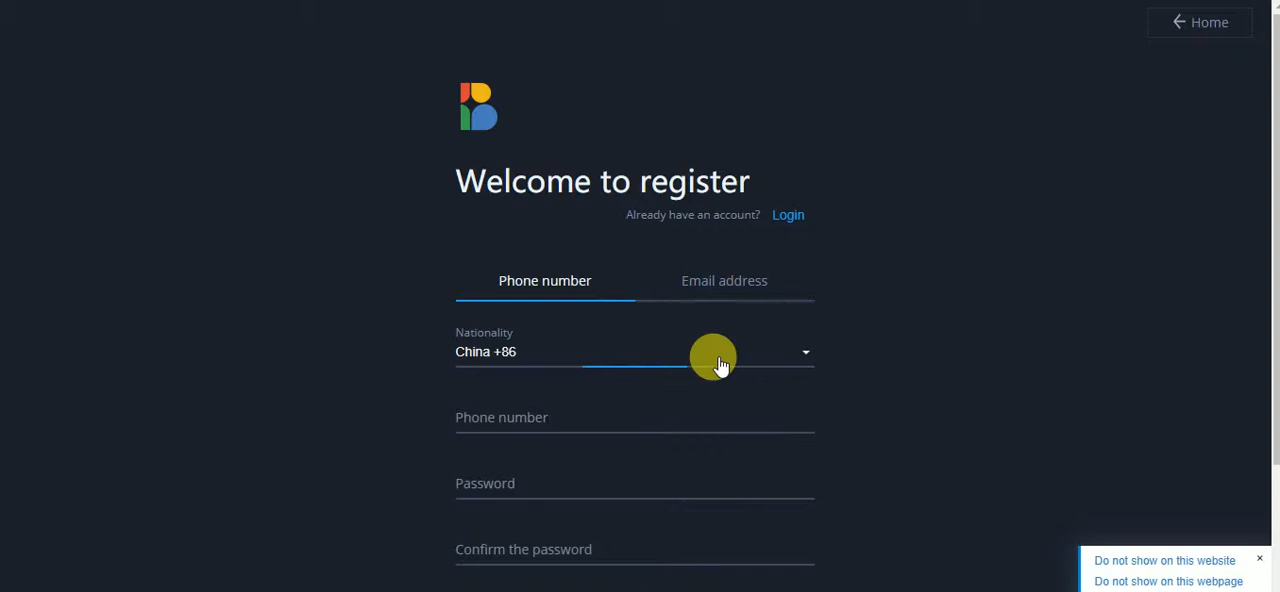 Home
Welcome to register
Already have an account? Login
Phone number Email address
Nationality
China +86
Phone number
Password
Confirm the password
Do not show on this website ×
Do not show on this webpage